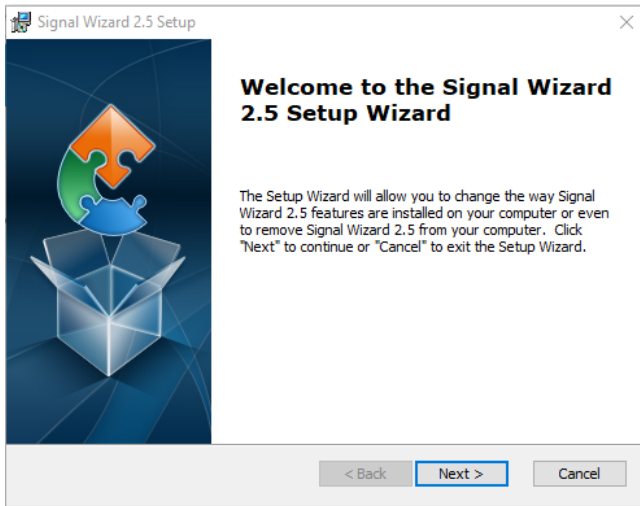 Signal Wizard 2.5 Setup
Welcome to the Signal Wizard
2.5 Setup Wizard
The Setup Wizard will allow you to change the way Signal
Wizard 2.5 features are installed on your computer or even
to remove Signal Wizard 2.5 from your computer.  Click
"Next" to continue or "Cancel" to exit the Setup Wizard.
< Back
Next >
Cancel